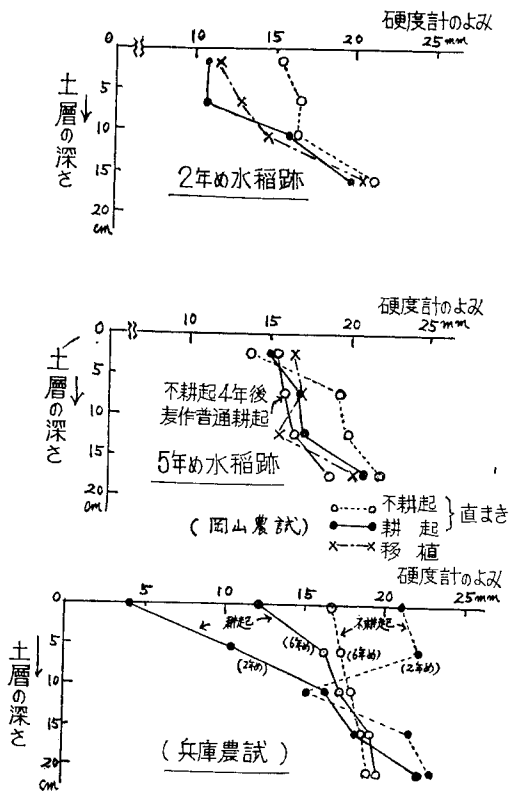 硬度計のよみ
0 10 15 20 25mm
土層の深さ
0
5
10
15
20
cm
2年め水稲跡
硬度計のよみ
0 10 15 20 25mm
土層の深さ
0
5
10
15
20
cm
不耕起4年後
麦作普通耕起
5年め水稲跡
(岡山農試)
不耕起
耕起
直まき
移植
硬度計のよみ
5 10 15 20 25mm
土層の深さ
0
5
10
15
20
cm
耕起
不耕起
(2年め)
(6年め)
(6年め)
(2年め)
(兵庫農試)